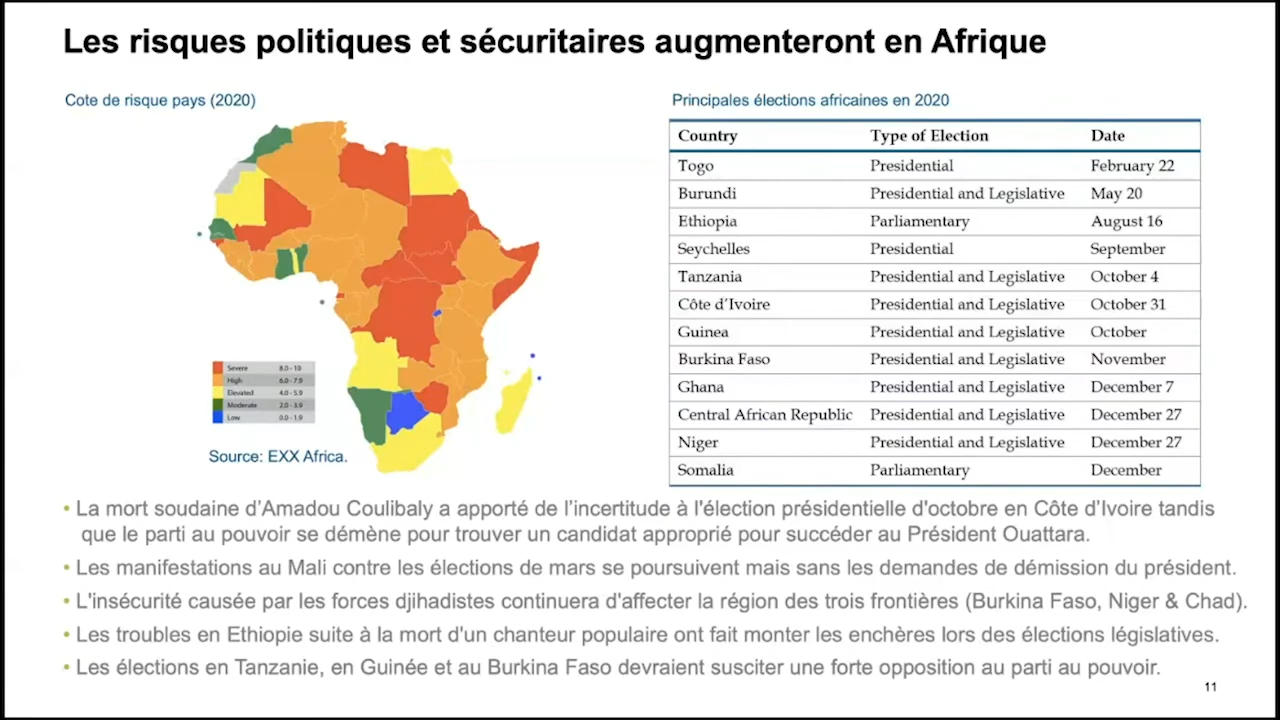 Les risques politiques et sécuritaires augmenteront en Afrique
Cote de risque pays (2020)
Severe 8.0 - 10
High 6.0 - 7.9
Elevated 4.0 - 5.9
Moderate 2.0 - 3.9
Low 0.0 - 1.9
Source: EXX Africa.
Principales élections africaines en 2020
Country Type of Election Date
Togo Presidential February 22
Burundi Presidential and Legislative May 20
Ethiopia Parliamentary August 16
Seychelles Presidential September
Tanzania Presidential and Legislative October 4
Côte d’Ivoire Presidential and Legislative October 31
Guinea Presidential and Legislative October
Burkina Faso Presidential and Legislative November
Ghana Presidential and Legislative December 7
Central African Republic Presidential and Legislative December 27
Niger Presidential and Legislative December 27
Somalia Parliamentary December
• La mort soudaine d’Amadou Coulibaly a apporté de l’incertitude à l'élection présidentielle d'octobre en Côte d’Ivoire tandis
que le parti au pouvoir se démène pour trouver un candidat approprié pour succéder au Président Ouattara.
• Les manifestations au Mali contre les élections de mars se poursuivent mais sans les demandes de démission du président.
• L'insécurité causée par les forces djihadistes continuera d'affecter la région des trois frontières (Burkina Faso, Niger & Chad).
• Les troubles en Ethiopie suite à la mort d'un chanteur populaire ont fait monter les enchères lors des élections législatives.
• Les élections en Tanzanie, en Guinée et au Burkina Faso devraient susciter une forte opposition au parti au pouvoir.
11